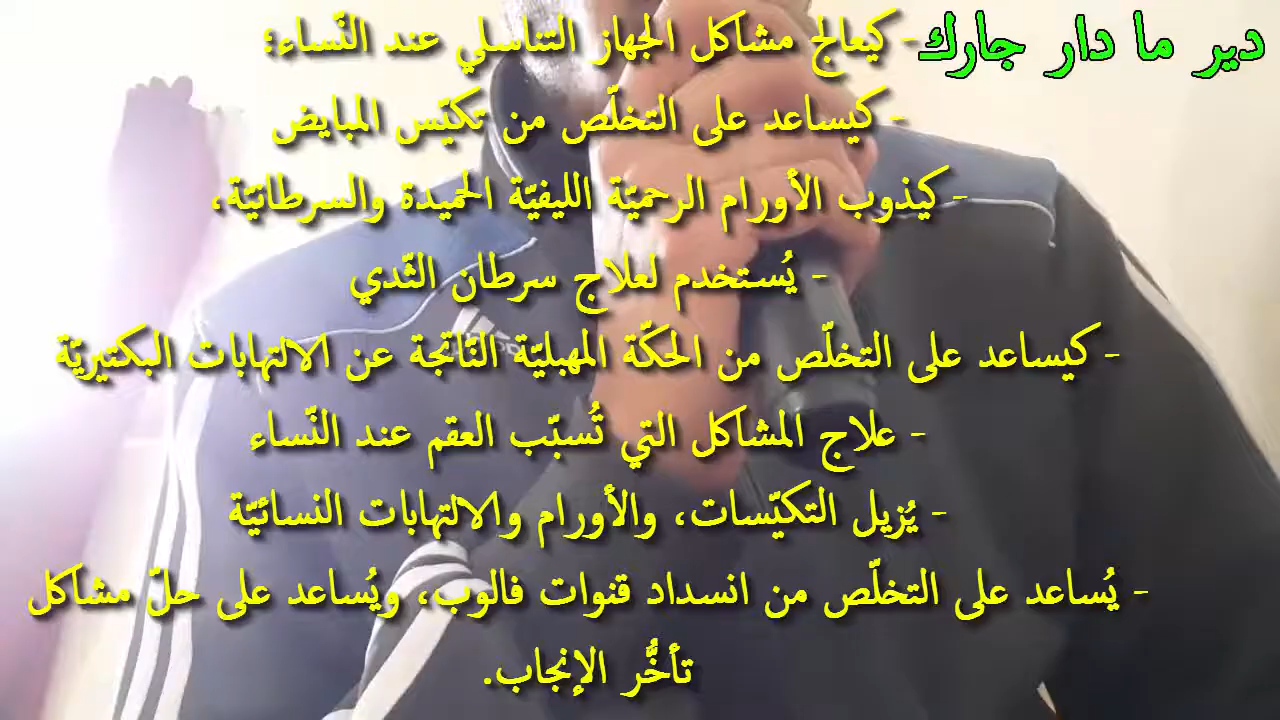 دير ما دار جارك
- كيعالج مشاكل الجهاز التناسلي عند النّساء؛
- كيساعد على التخلّص من تكيّس المبايض
- كيذوب الأورام الرحميّة الليفيّة الحميدة والسرطانيّة،
- يُستخدم لعلاج سرطان الثّدي
- كيساعد على التخلّص من الحكّة المهبليّة النّاتجة عن الالتهابات البكتيريّة
- علاج المشاكل التي تُسبّب العقم عند النّساء
- يُزيل التكيّسات، والأورام والالتهابات النسائيّة
- يُساعد على التخلّص من انسداد قنوات فالوب، ويُساعد على حلّ مشاكل
تأخُّر الإنجاب.